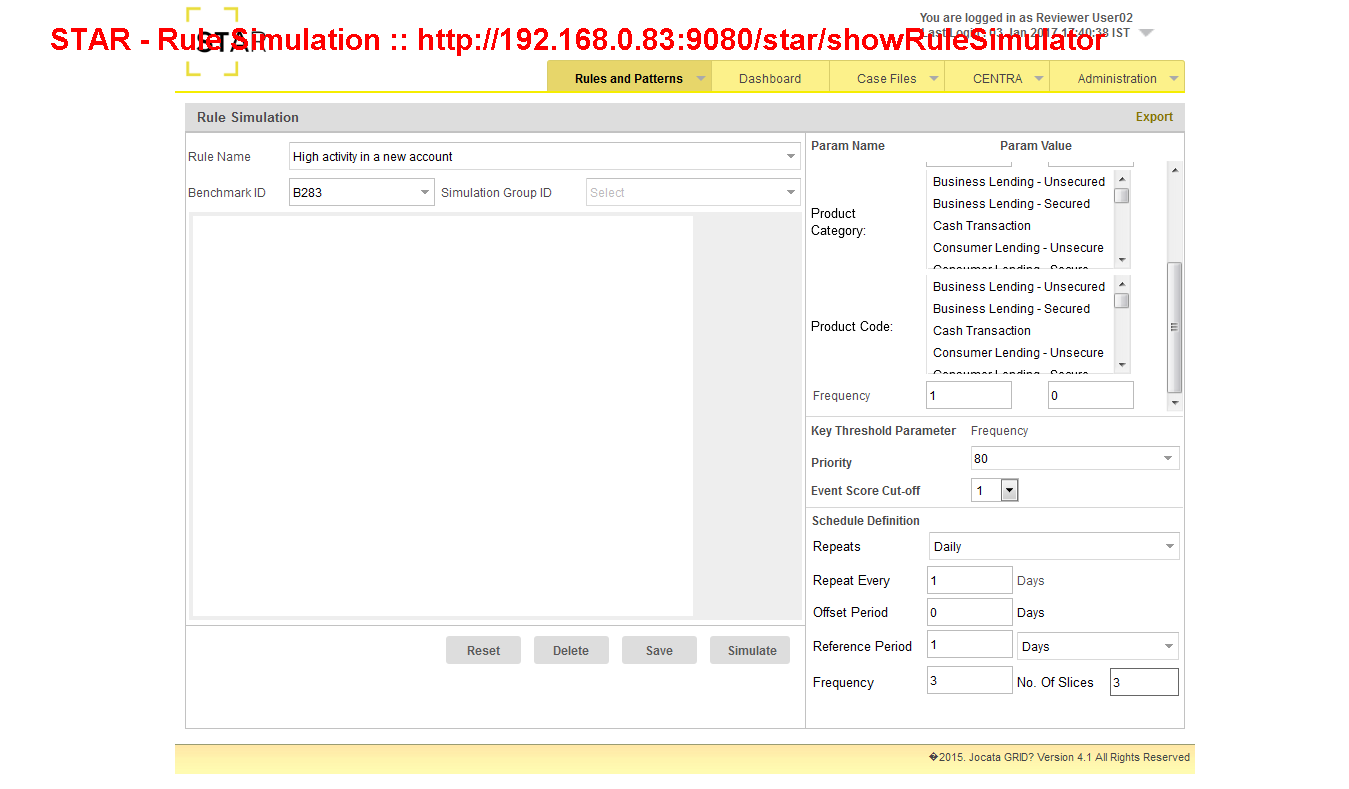 You are logged in as Reviewer User02
STAR - Rule Simulation :: http://192.168.0.83:9080/star/showRuleSimulator
STAR
Last Login - 03 Jan 2017 17:40:38 IST
Rules and Patterns Dashboard Case Files CENTRA Administration
Rule Simulation Export
Rule Name High activity in a new account
Benchmark ID B283 Simulation Group ID Select
Reset Delete Save Simulate
Param Name Param Value
Product Category:
Business Lending - Unsecured
Business Lending - Secured
Cash Transaction
Consumer Lending - Unsecure
Consumer Lending - Secure
Product Code:
Business Lending - Unsecured
Business Lending - Secured
Cash Transaction
Consumer Lending - Unsecure
Consumer Lending - Secure
Frequency 1 0
Key Threshold Parameter Frequency
Priority 80
Event Score Cut-off 1
Schedule Definition
Repeats Daily
Repeat Every 1 Days
Offset Period 0 Days
Reference Period 1 Days
Frequency 3 No. Of Slices 3
�2015. Jocata GRID? Version 4.1 All Rights Reserved